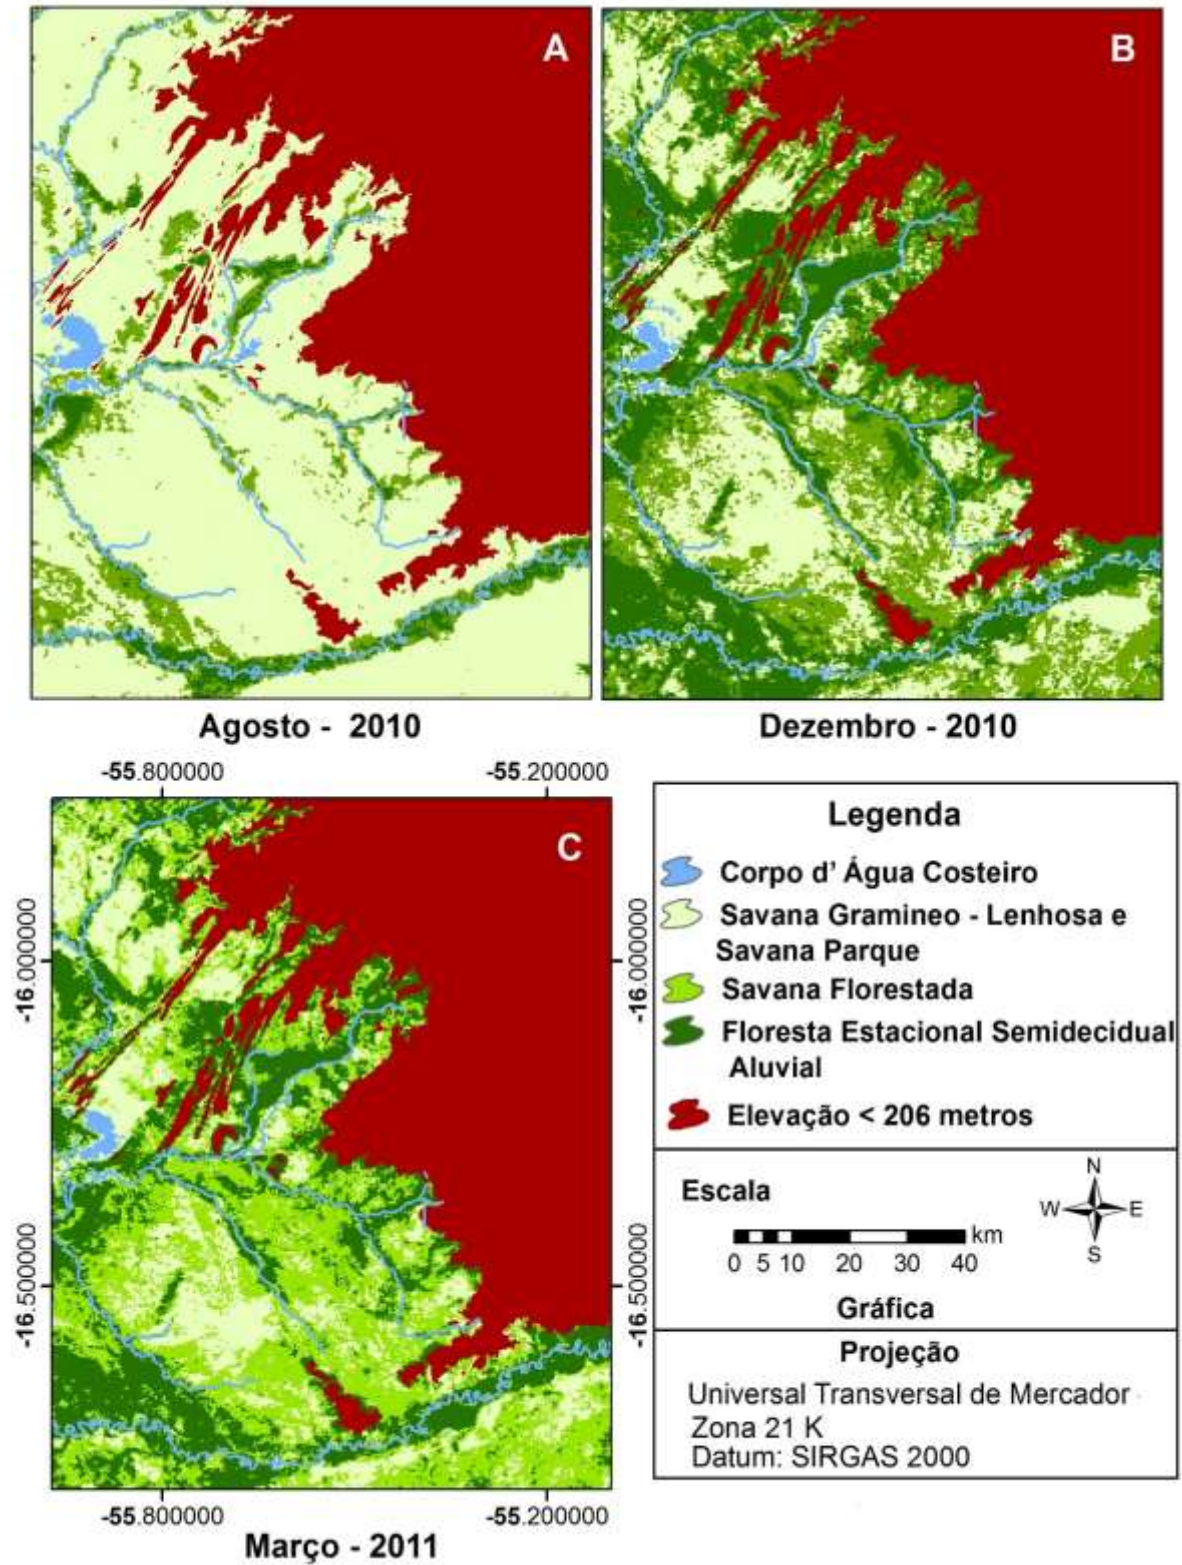 A
B
Agosto - 2010
Dezembro - 2010
-55.800000
-55.200000
C
-16.000000
-16.500000
-16.000000
-16.500000
-55.800000
-55.200000
Março - 2011
Legenda
Corpo d' Água Costeiro
Savana Gramineo - Lenhosa e
Savana Parque
Savana Florestada
Floresta Estacional Semidecidual
Aluvial
Elevação < 206 metros
Escala
N
W E
S
km
0 5 10 20 30 40
Gráfica
Projeção
Universal Transversal de Mercador
Zona 21 K
Datum: SIRGAS 2000